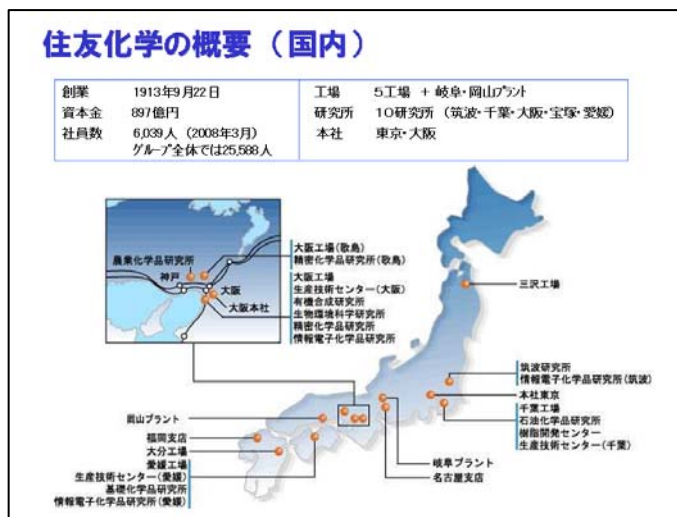 住友化学の概要（国内）
創業 1913年9月22日
資本金 897億円
社員数 6,039人（2008年3月）
グループ全体では25,588人
工場 5工場 + 岐阜・岡山プラント
研究所 10研究所（筑波・千葉・大阪・宝塚・愛媛）
本社 東京・大阪
農業化学品研究所
神戸
大阪
大阪本社
大阪工場(歌島)
精密化学品研究所(歌島)
大阪工場
生産技術センター(大阪)
有機合成研究所
生物環境科学研究所
精密化学品研究所
情報電子化学品研究所
三沢工場
筑波研究所
情報電子化学品研究所(筑波)
本社東京
千葉工場
石油化学品研究所
樹脂開発センター
生産技術センター(千葉)
岐阜プラント
名古屋支店
岡山プラント
福岡支店
大分工場
愛媛工場
生産技術センター(愛媛)
基礎化学品研究所
情報電子化学品研究所(愛媛)